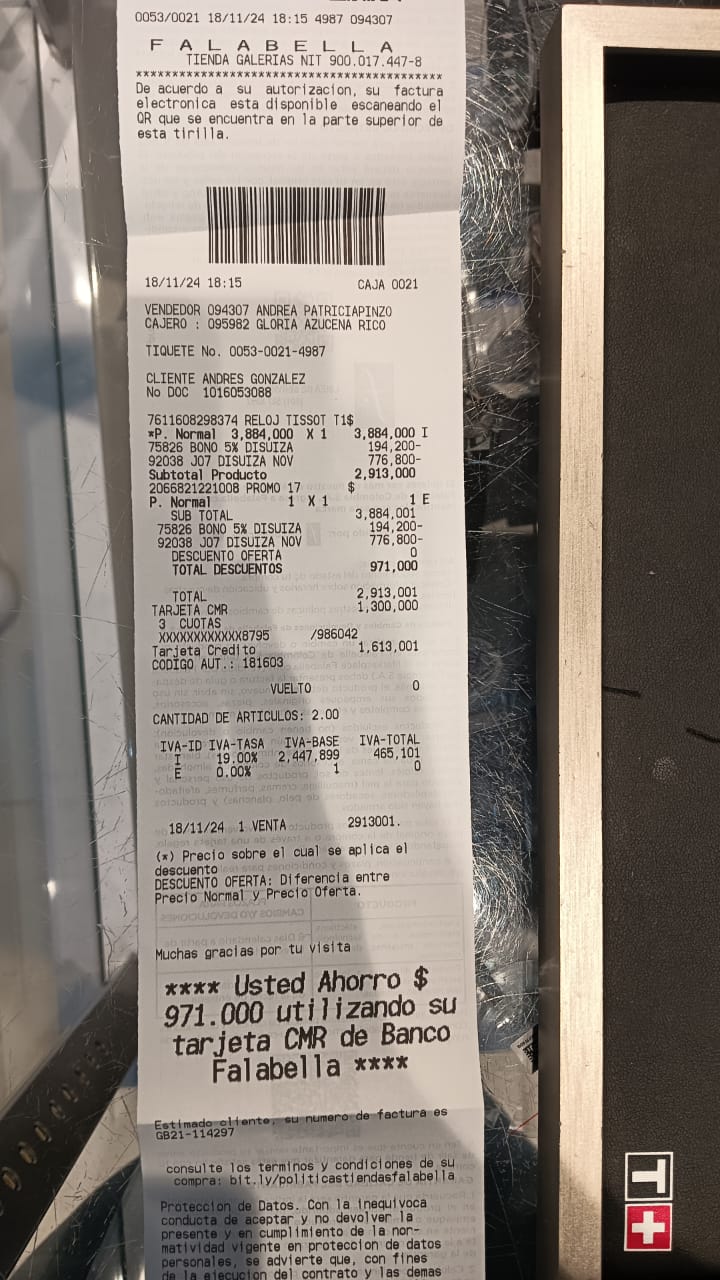 0053/0021 18/11/24 18:15 4987 094307
F A L A B E L L A
TIENDA GALERIAS NIT 900.017.447-8
******************************************
De acuerdo a su autorizacion, su factura
electronica esta disponible escaneando el
QR que se encuentra en la parte superior de
esta tirilla.
18/11/24 18:15 CAJA 0021
VENDEDOR 094307 ANDREA PATRICIAPINZO
CAJERO : 095982 GLORIA AZUCENA RICO
TIQUETE No. 0053-0021-4987
CLIENTE ANDRES GONZALEZ
No DOC 1016053088
7611608298374 RELOJ TISSOT T1$
*P. Normal 3,884,000 X 1 3,884,000 I
75826 BONO 5% DISUIZA 194,200-
92038 J07 DISUIZA NOV 776,800-
Subtotal Producto 2,913,000
2066821221008 PROMO 17 $
P. Normal 1 X 1 1 E
SUB TOTAL 3,884,001
75826 BONO 5% DISUIZA 194,200-
92038 J07 DISUIZA NOV 776,800-
DESCUENTO OFERTA 0
TOTAL DESCUENTOS 971,000
TOTAL 2,913,001
TARJETA CMR 1,300,000
3 CUOTAS
XXXXXXXXXXXX8795 /986042
Tarjeta Credito 1,613,001
CODIGO AUT.: 181603
VUELTO 0
CANTIDAD DE ARTICULOS: 2.00
IVA-ID IVA-TASA IVA-BASE IVA-TOTAL
I 19.00% 2,447,899 465,101
E 0.00% 1 0
18/11/24 1 VENTA 2913001.
(*) Precio sobre el cual se aplica el
descuento
DESCUENTO OFERTA: Diferencia entre
Precio Normal y Precio Oferta.
Muchas gracias por tu visita
**** Usted Ahorro $
971.000 utilizando su
tarjeta CMR de Banco
Falabella ****
Estimado cliente, su numero de factura es
GB21-114297
consulte los terminos y condiciones de su
compra: bit.ly/politicastiendasfalabella
Proteccion de Datos. Con la inequivoca
conducta de aceptar y no devolver la
presente y en cumplimiento de la nor-
matividad vigente en proteccion de datos
personales, se advierte que, con fines
de la ejecucion del contrato y las demas
T